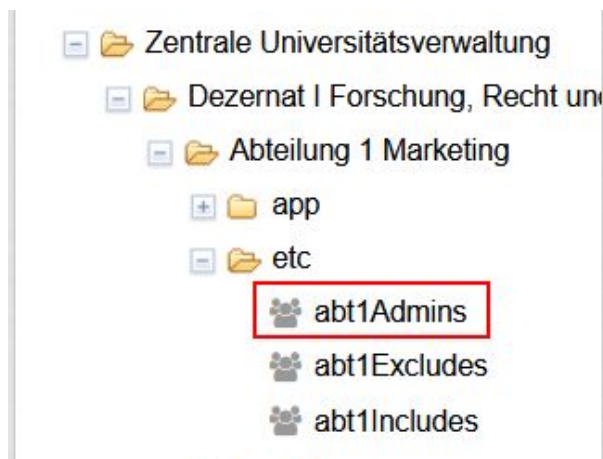 Zentrale Universitätsverwaltung
Dezernat I Forschung, Recht und
Abteilung 1 Marketing
app
etc
abt1Admins
abt1Excludes
abt1Includes